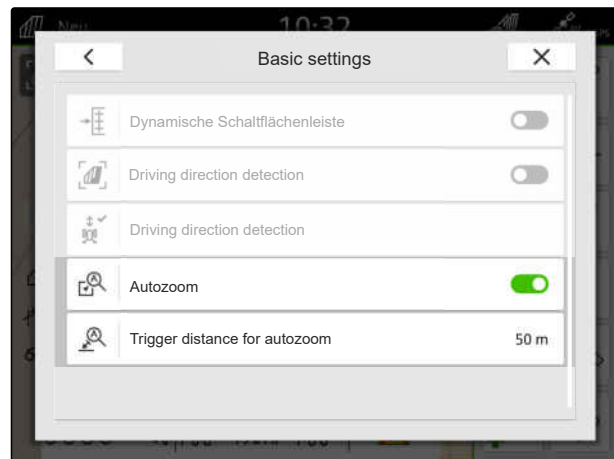 Neu
10:32
Basic settings
Dynamische Schaltflächenleiste
Driving direction detection
Driving direction detection
Autozoom
Trigger distance for autozoom
50 m